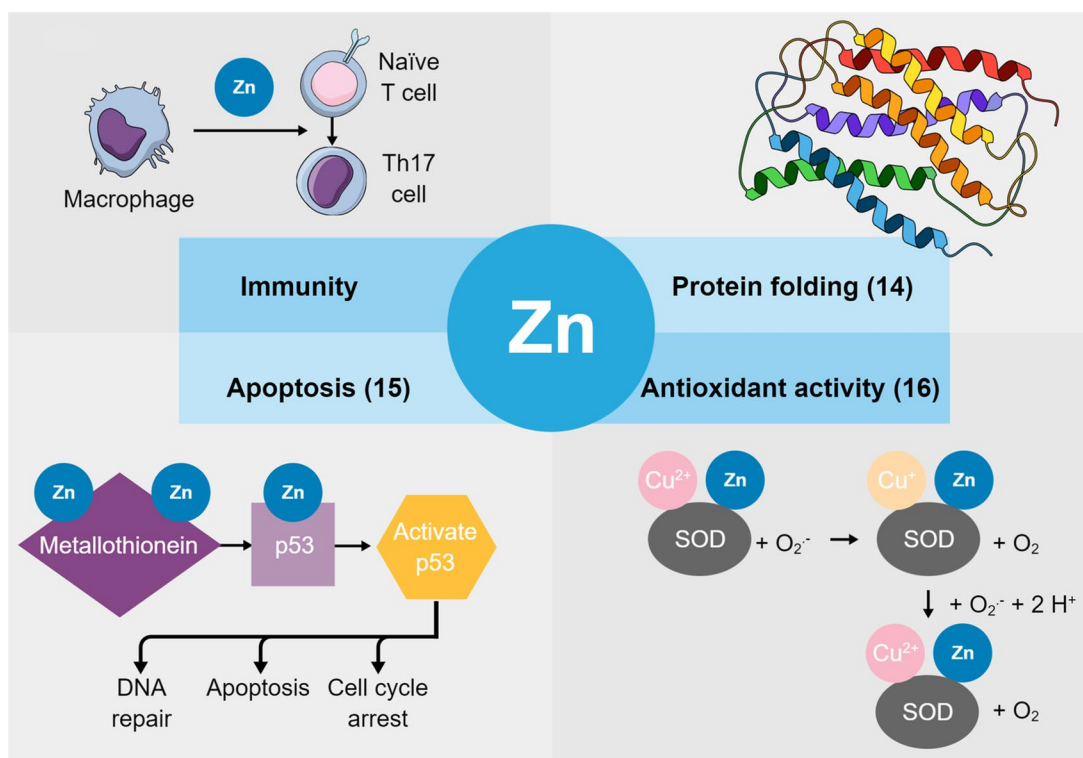 Zn
Naïve
T cell
Macrophage
Th17
cell
Immunity
Protein folding (14)
Zn
Apoptosis (15)
Antioxidant activity (16)
Zn
Zn
Metallothionein
Zn
p53
Activate
p53
DNA
repair
Apoptosis
Cell cycle
arrest
Cu²⁺
Zn
SOD
+ O₂·⁻
Cu⁺
Zn
SOD
+ O₂
+ O₂·⁻ + 2 H⁺
Cu²⁺
Zn
SOD
+ O₂